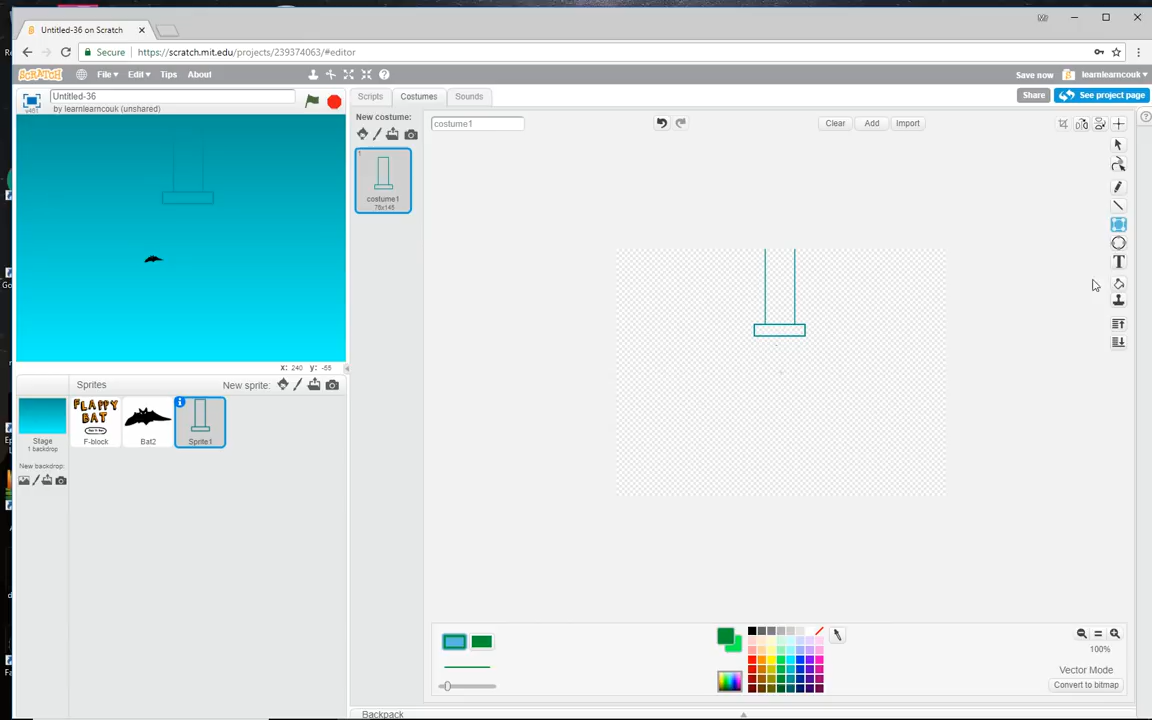 Untitled-36 on Scratch
Secure https://scratch.mit.edu/projects/239374063/#editor
SCRATCH File Edit Tips About Save now learnlearncouk
Untitled-36
by learnlearncouk (unshared)
v461
Scripts Costumes Sounds
Share See project page
New costume:
costume1
Clear Add Import
1
costume1
76x146
x: 240 y: -55
Sprites New sprite:
FLAPPY
BAT
Stage
1 backdrop
F-block Bat2 Sprite1
New backdrop:
100%
Vector Mode
Convert to bitmap
Backpack